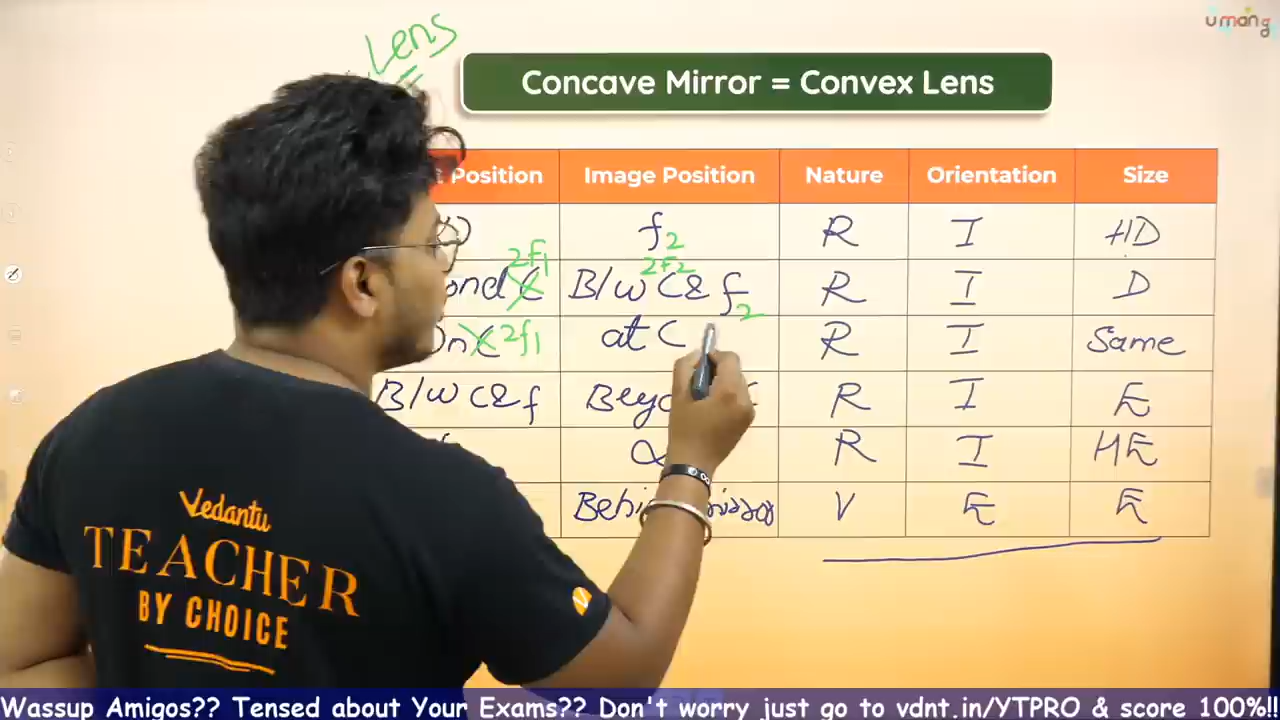 umang
Lens
Concave Mirror = Convex Lens
Position Image Position Nature Orientation Size
f2 R I HD
2f1 2f2
ond C B/w C & f2 R I D
On C 2f1 at C R I Same
B/w C & f R I E
R I HE
V E E
Vedantu
TEACHER
BY CHOICE
Wassup Amigos?? Tensed about Your Exams?? Don't worry just go to vdnt.in/YTPRO & score 100%!!